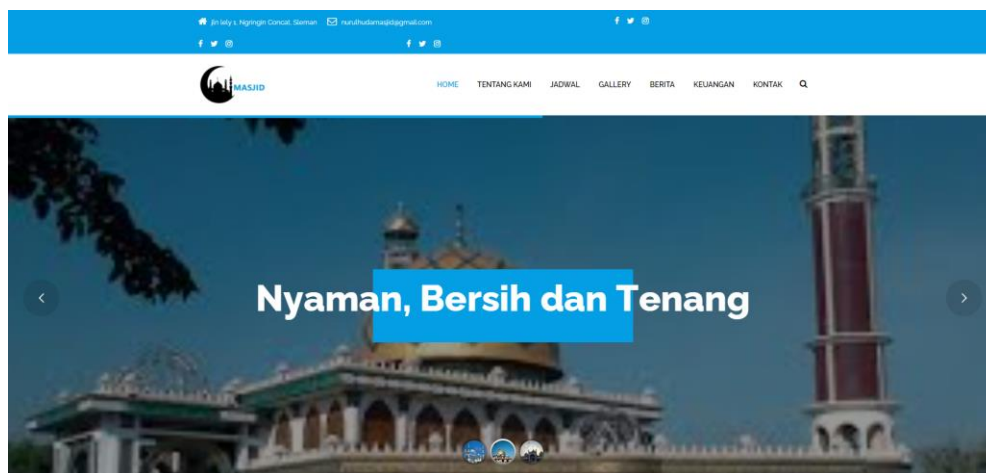 jln laly 1, Ngringin Concat, Sleman nurulhudamasjid@gmail.com
MASJID
HOME TENTANG KAMI JADWAL GALLERY BERITA KEUANGAN KONTAK
Nyaman, Bersih dan Tenang